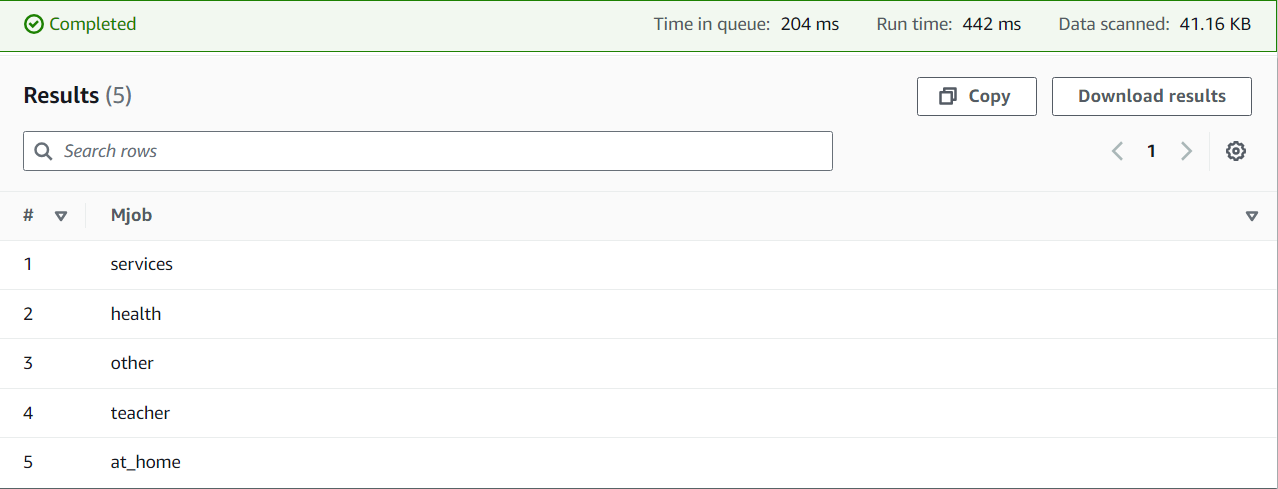 Completed Time in queue: 204 ms Run time: 442 ms Data scanned: 41.16 KB
Results (5) Copy Download results
Search rows 1
# Mjob
1 services
2 health
3 other
4 teacher
5 at_home